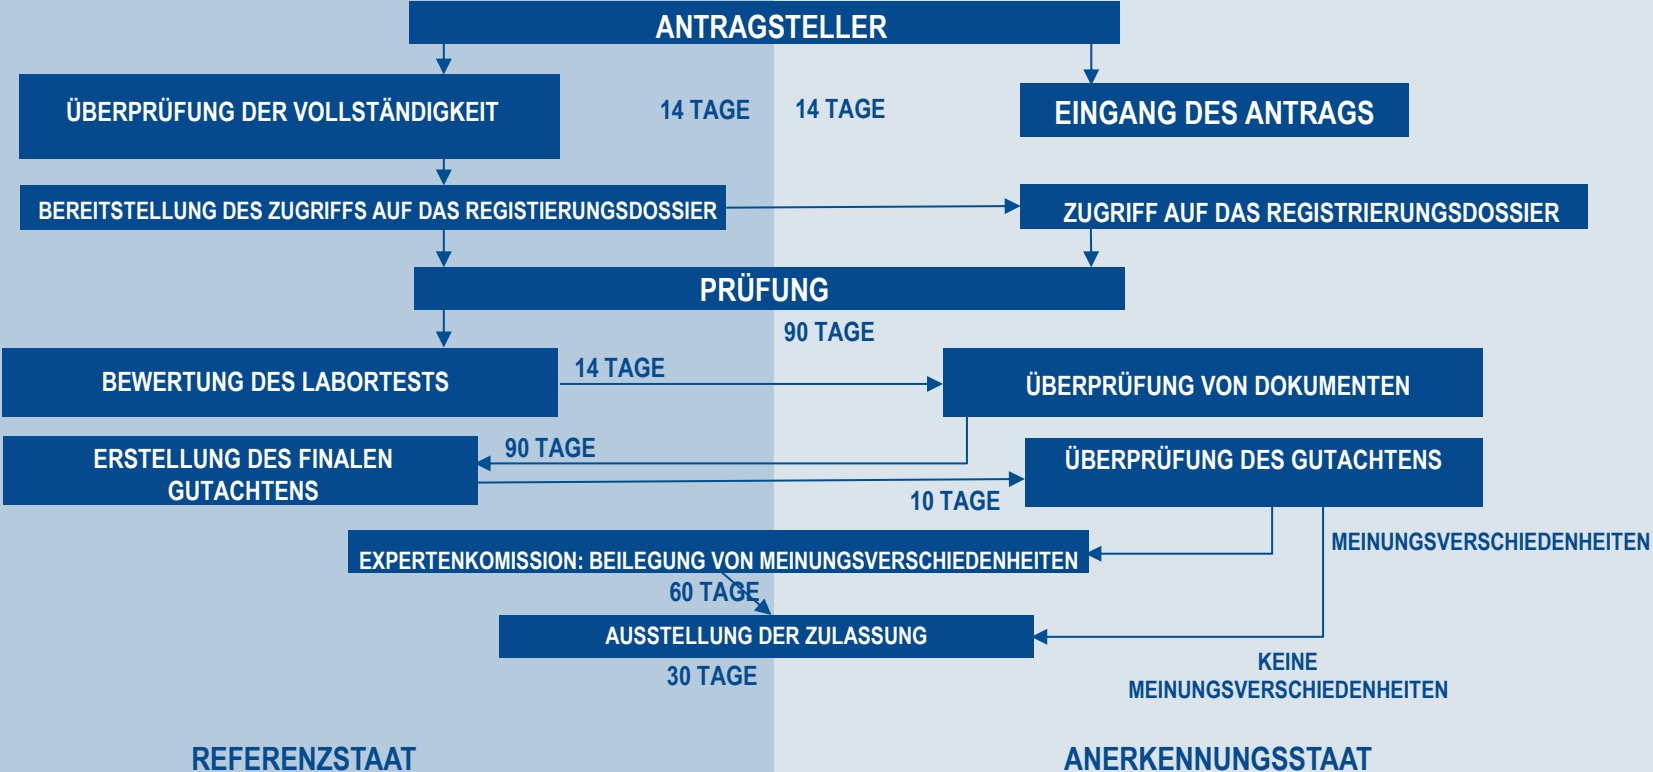 ANTRAGSTELLER
ÜBERPRÜFUNG DER VOLLSTÄNDIGKEIT
14 TAGE
14 TAGE
EINGANG DES ANTRAGS
BEREITSTELLUNG DES ZUGRIFFS AUF DAS REGISTIERUNGSDOSSIER
ZUGRIFF AUF DAS REGISTRIERUNGSDOSSIER
PRÜFUNG
90 TAGE
BEWERTUNG DES LABORTESTS
14 TAGE
ÜBERPRÜFUNG VON DOKUMENTEN
ERSTELLUNG DES FINALEN
GUTACHTENS
90 TAGE
ÜBERPRÜFUNG DES GUTACHTENS
10 TAGE
EXPERTENKOMISSION: BEILEGUNG VON MEINUNGSVERSCHIEDENHEITEN
MEINUNGSVERSCHIEDENHEITEN
60 TAGE
AUSSTELLUNG DER ZULASSUNG
30 TAGE
KEINE
MEINUNGSVERSCHIEDENHEITEN
REFERENZSTAAT
ANERKENNUNGSSTAAT